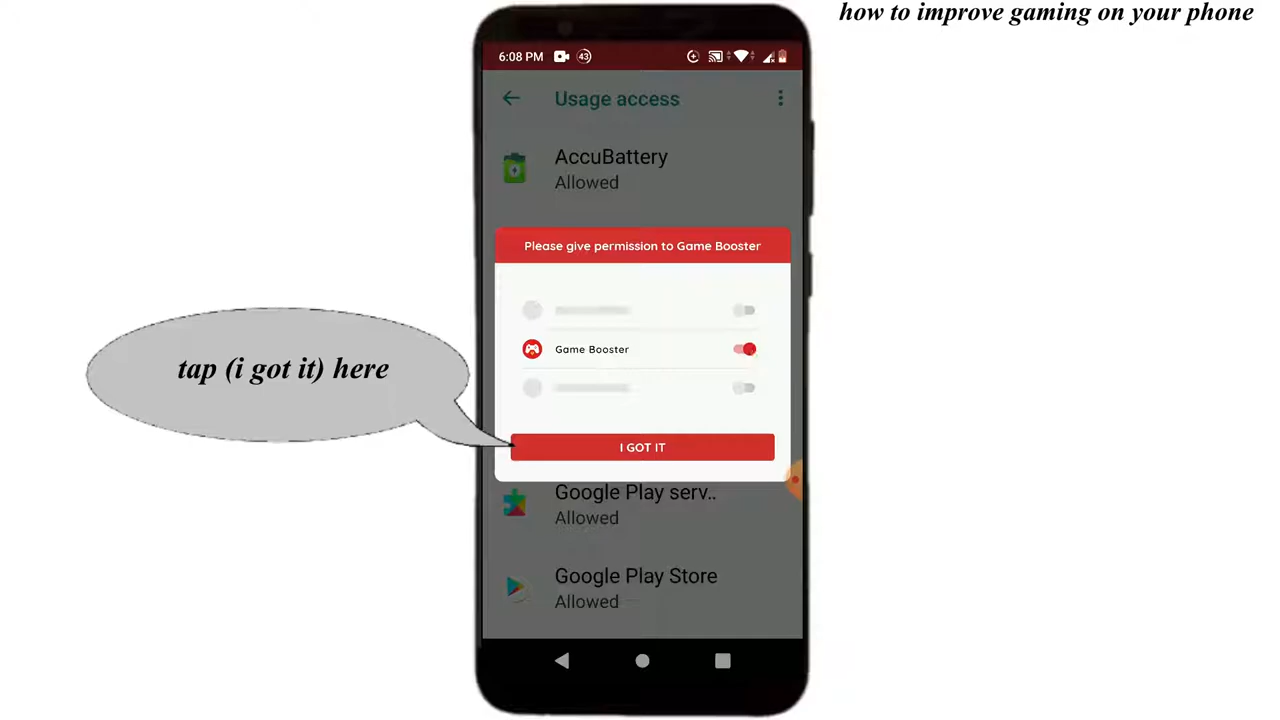 how to improve gaming on your phone
6:08 PM 43
Usage access
AccuBattery
Allowed
Please give permission to Game Booster
Game Booster
tap (i got it) here
I GOT IT
Google Play serv..
Allowed
Google Play Store
Allowed